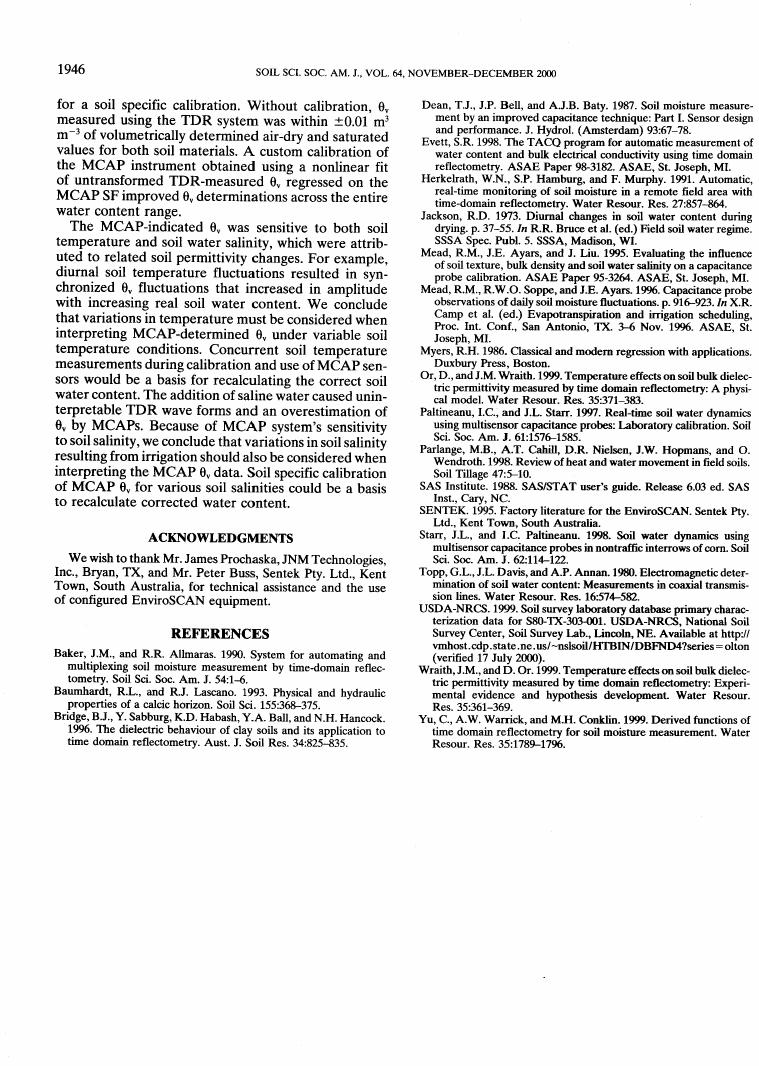 1946
SOIL SCI. SOC. AM. J., VOL. 64, NOVEMBER–DECEMBER 2000
for a soil specific calibration. Without calibration, θv
measured using the TDR system was within ±0.01 m³
m⁻³ of volumetrically determined air-dry and saturated
values for both soil materials. A custom calibration of
the MCAP instrument obtained using a nonlinear fit
of untransformed TDR-measured θv regressed on the
MCAP SF improved θv determinations across the entire
water content range.
The MCAP-indicated θv was sensitive to both soil
temperature and soil water salinity, which were attrib-
uted to related soil permittivity changes. For example,
diurnal soil temperature fluctuations resulted in syn-
chronized θv fluctuations that increased in amplitude
with increasing real soil water content. We conclude
that variations in temperature must be considered when
interpreting MCAP-determined θv under variable soil
temperature conditions. Concurrent soil temperature
measurements during calibration and use of MCAP sen-
sors would be a basis for recalculating the correct soil
water content. The addition of saline water caused unin-
terpretable TDR wave forms and an overestimation of
θv by MCAPs. Because of MCAP system's sensitivity
to soil salinity, we conclude that variations in soil salinity
resulting from irrigation should also be considered when
interpreting the MCAP θv data. Soil specific calibration
of MCAP θv for various soil salinities could be a basis
to recalculate corrected water content.
ACKNOWLEDGMENTS
We wish to thank Mr. James Prochaska, JNM Technologies,
Inc., Bryan, TX, and Mr. Peter Buss, Sentek Pty. Ltd., Kent
Town, South Australia, for technical assistance and the use
of configured EnviroSCAN equipment.
REFERENCES
Baker, J.M., and R.R. Allmaras. 1990. System for automating and
multiplexing soil moisture measurement by time-domain reflec-
tometry. Soil Sci. Soc. Am. J. 54:1–6.
Baumhardt, R.L., and R.J. Lascano. 1993. Physical and hydraulic
properties of a calcic horizon. Soil Sci. 155:368–375.
Bridge, B.J., Y. Sabburg, K.D. Habash, Y.A. Ball, and N.H. Hancock.
1996. The dielectric behaviour of clay soils and its application to
time domain reflectometry. Aust. J. Soil Res. 34:825–835.
Dean, T.J., J.P. Bell, and A.J.B. Baty. 1987. Soil moisture measure-
ment by an improved capacitance technique: Part I. Sensor design
and performance. J. Hydrol. (Amsterdam) 93:67–78.
Evett, S.R. 1998. The TACQ program for automatic measurement of
water content and bulk electrical conductivity using time domain
reflectometry. ASAE Paper 98-3182. ASAE, St. Joseph, MI.
Herkelrath, W.N., S.P. Hamburg, and F. Murphy. 1991. Automatic,
real-time monitoring of soil moisture in a remote field area with
time-domain reflectometry. Water Resour. Res. 27:857–864.
Jackson, R.D. 1973. Diurnal changes in soil water content during
drying. p. 37–55. In R.R. Bruce et al. (ed.) Field soil water regime.
SSSA Spec. Publ. 5. SSSA, Madison, WI.
Mead, R.M., J.E. Ayars, and J. Liu. 1995. Evaluating the influence
of soil texture, bulk density and soil water salinity on a capacitance
probe calibration. ASAE Paper 95-3264. ASAE, St. Joseph, MI.
Mead, R.M., R.W.O. Soppe, and J.E. Ayars. 1996. Capacitance probe
observations of daily soil moisture fluctuations. p. 916–923. In X.R.
Camp et al. (ed.) Evapotranspiration and irrigation scheduling,
Proc. Int. Conf., San Antonio, TX. 3–6 Nov. 1996. ASAE, St.
Joseph, MI.
Myers, R.H. 1986. Classical and modern regression with applications.
Duxbury Press, Boston.
Or, D., and J.M. Wraith. 1999. Temperature effects on soil bulk dielec-
tric permittivity measured by time domain reflectometry: A physi-
cal model. Water Resour. Res. 35:371–383.
Paltineanu, I.C., and J.L. Starr. 1997. Real-time soil water dynamics
using multisensor capacitance probes: Laboratory calibration. Soil
Sci. Soc. Am. J. 61:1576–1585.
Parlange, M.B., A.T. Cahill, D.R. Nielsen, J.W. Hopmans, and O.
Wendroth. 1998. Review of heat and water movement in field soils.
Soil Tillage 47:5–10.
SAS Institute. 1988. SAS/STAT user's guide. Release 6.03 ed. SAS
Inst., Cary, NC.
SENTEK. 1995. Factory literature for the EnviroSCAN. Sentek Pty.
Ltd., Kent Town, South Australia.
Starr, J.L., and I.C. Paltineanu. 1998. Soil water dynamics using
multisensor capacitance probes in nontraffic interrows of corn. Soil
Sci. Soc. Am. J. 62:114–122.
Topp, G.L., J.L. Davis, and A.P. Annan. 1980. Electromagnetic deter-
mination of soil water content: Measurements in coaxial transmis-
sion lines. Water Resour. Res. 16:574–582.
USDA-NRCS. 1999. Soil survey laboratory database primary charac-
terization data for S80-TX-303-001. USDA-NRCS, National Soil
Survey Center, Soil Survey Lab., Lincoln, NE. Available at http://
vmhost.cdp.state.ne.us/~nslsoil/HTBIN/DBFND4?series = olton
(verified 17 July 2000).
Wraith, J.M., and D. Or. 1999. Temperature effects on soil bulk dielec-
tric permittivity measured by time domain reflectometry: Experi-
mental evidence and hypothesis development. Water Resour.
Res. 35:361–369.
Yu, C., A.W. Warrick, and M.H. Conklin. 1999. Derived functions of
time domain reflectometry for soil moisture measurement. Water
Resour. Res. 35:1789–1796.